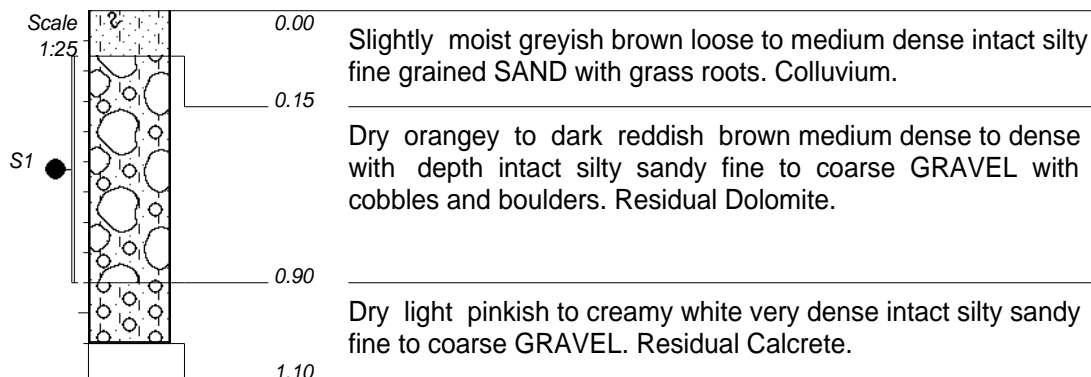 Scale
1:25
0.00
Slightly moist greyish brown loose to medium dense intact silty
fine grained SAND with grass roots. Colluvium.
0.15
Dry orangey to dark reddish brown medium dense to dense
with depth intact silty sandy fine to coarse GRAVEL with
cobbles and boulders. Residual Dolomite.
S1
0.90
Dry light pinkish to creamy white very dense intact silty sandy
fine to coarse GRAVEL. Residual Calcrete.
1.10